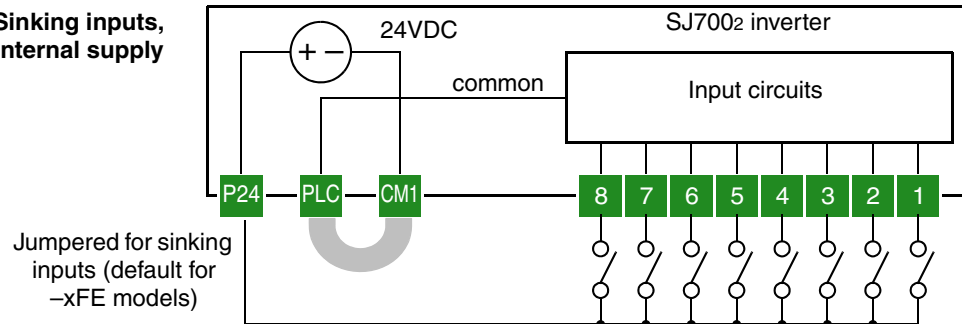 Sinking inputs,
internal supply
24VDC
SJ7002 inverter
+ −
common
Input circuits
P24 PLC CM1 8 7 6 5 4 3 2 1
Jumpered for sinking
inputs (default for
–xFE models)